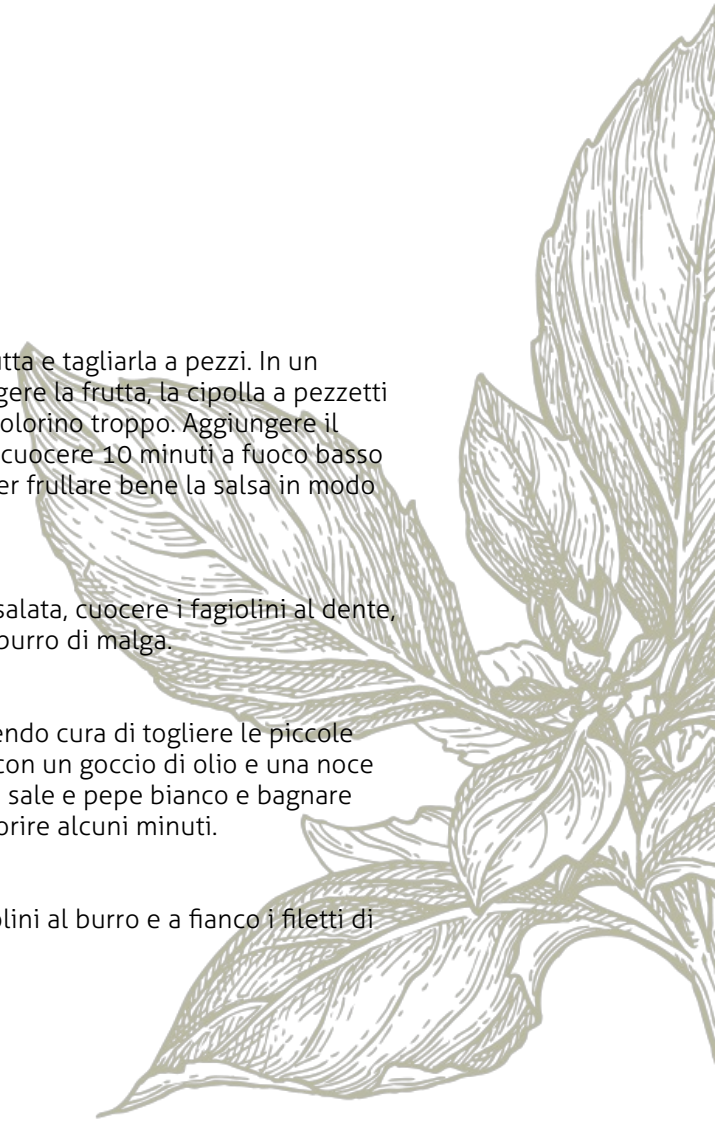 tta e tagliarla a pezzi. In un
gere la frutta, la cipolla a pezzetti
olorino troppo. Aggiungere il
cuocere 10 minuti a fuoco basso
er frullare bene la salsa in modo
salata, cuocere i fagiolini al dente,
burro di malga.
endo cura di togliere le piccole
con un goccio di olio e una noce
sale e pepe bianco e bagnare
orire alcuni minuti.
olini al burro e a fianco i filetti di